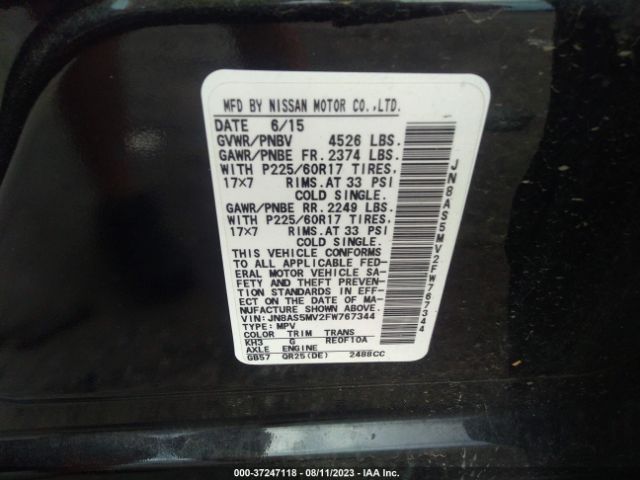 MFD BY NISSAN MOTOR CO.,LTD.
DATE 6/15
GVWR/PNBV 4526 LBS.
GAWR/PNBE FR. 2374 LBS.
WITH P225/60R17 TIRES,
17×7 RIMS.AT 33 PSI
COLD SINGLE.
GAWR/PNBE RR. 2249 LBS.
WITH P225/60R17 TIRES,
17×7 RIMS.AT 33 PSI
COLD SINGLE.
THIS VEHICLE CONFORMS
TO ALL APPLICABLE FED-
ERAL MOTOR VEHICLE SA-
FETY AND THEFT PREVEN-
TION STANDARDS IN EFF-
ECT ON THE DATE OF MA-
NUFACTURE SHOWN ABOVE.
VIN: JN8AS5MV2FW767344
TYPE: MPV
COLOR TRIM TRANS
KH3 G RE0F10A
AXLE ENGINE
GB57 QR25(DE) 2488CC
JN8AS5MV2FW767344
000-37247118 - 08/11/2023 - IAA Inc.